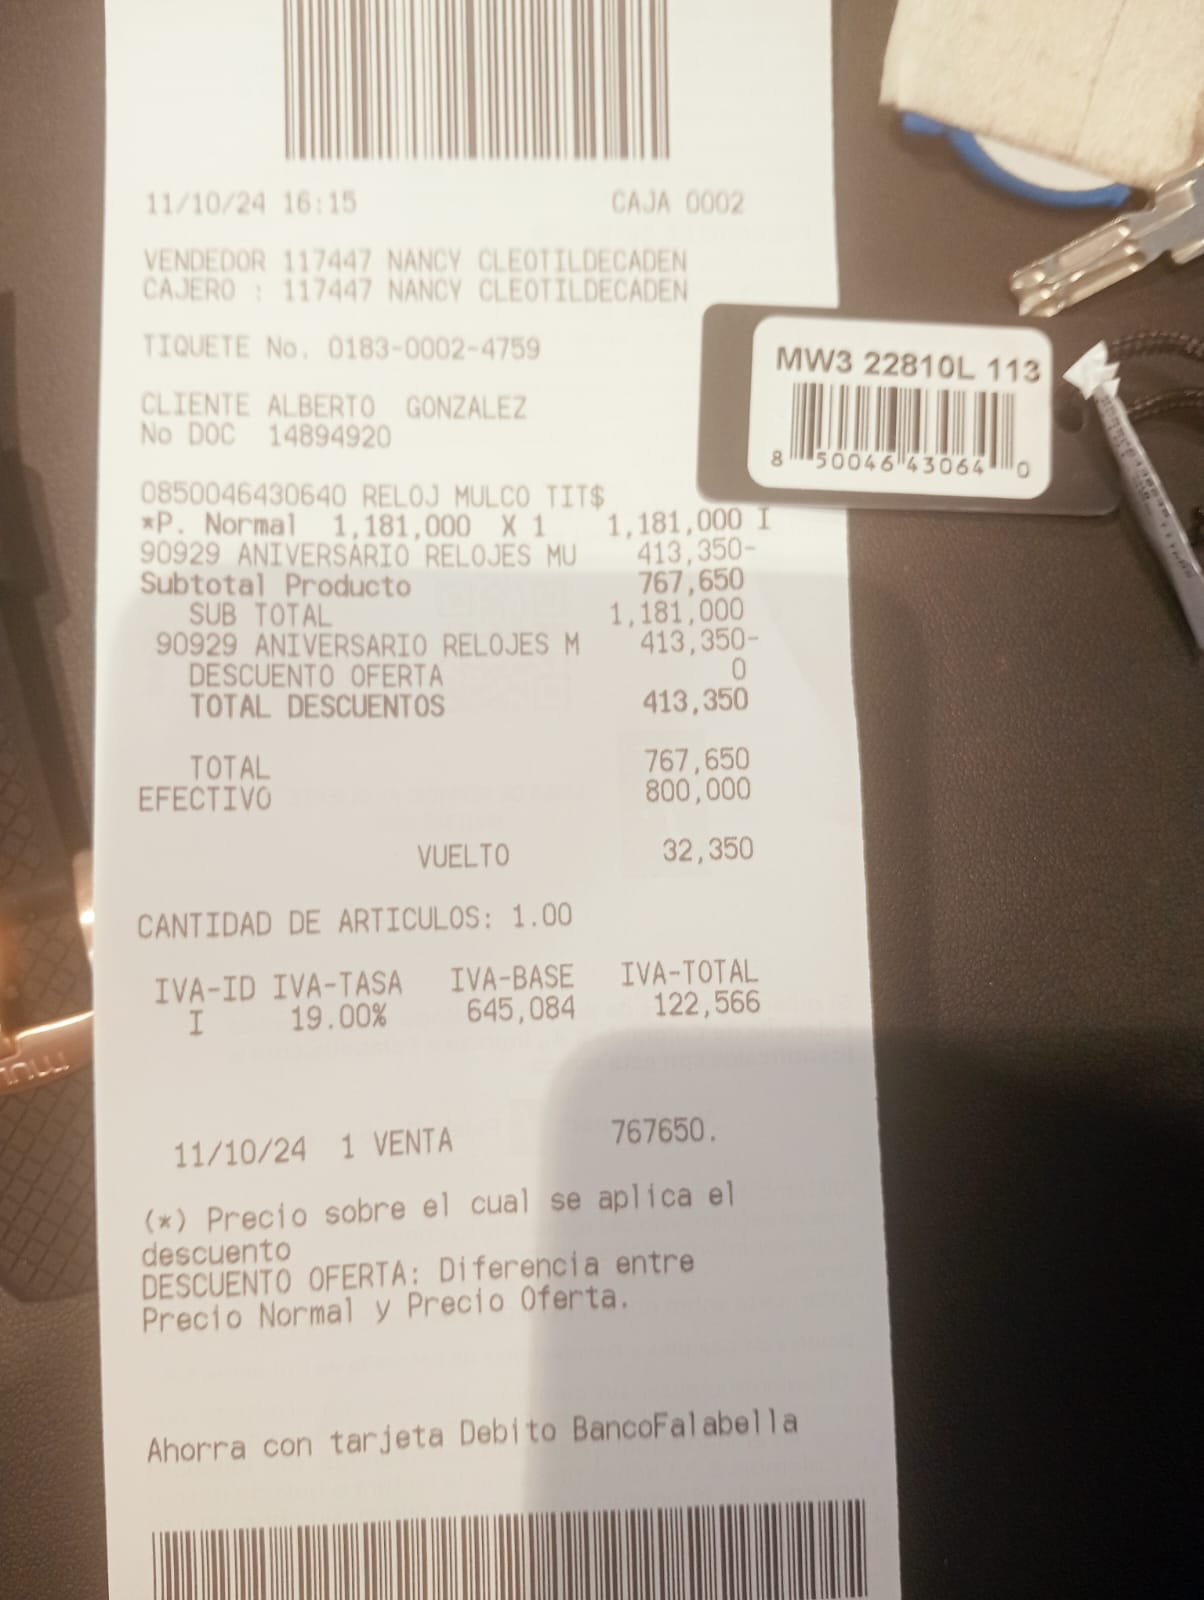 11/10/24 16:15 CAJA 0002
VENDEDOR 117447 NANCY CLEOTILDECADEN
CAJERO : 117447 NANCY CLEOTILDECADEN
TIQUETE No. 0183-0002-4759
CLIENTE ALBERTO GONZALEZ
No DOC 14894920
MW3 22810L 113
8 50046 43064 0
0850046430640 RELOJ MULCO TIT$
*P. Normal 1,181,000 X 1 1,181,000 I
90929 ANIVERSARIO RELOJES MU 413,350-
Subtotal Producto 767,650
SUB TOTAL 1,181,000
90929 ANIVERSARIO RELOJES M 413,350-
DESCUENTO OFERTA 0
TOTAL DESCUENTOS 413,350
TOTAL 767,650
EFECTIVO 800,000
VUELTO 32,350
CANTIDAD DE ARTICULOS: 1.00
IVA-ID IVA-TASA IVA-BASE IVA-TOTAL
I 19.00% 645,084 122,566
11/10/24 1 VENTA 767650.
(*) Precio sobre el cual se aplica el
descuento
DESCUENTO OFERTA: Diferencia entre
Precio Normal y Precio Oferta.
Ahorra con tarjeta Debito BancoFalabella